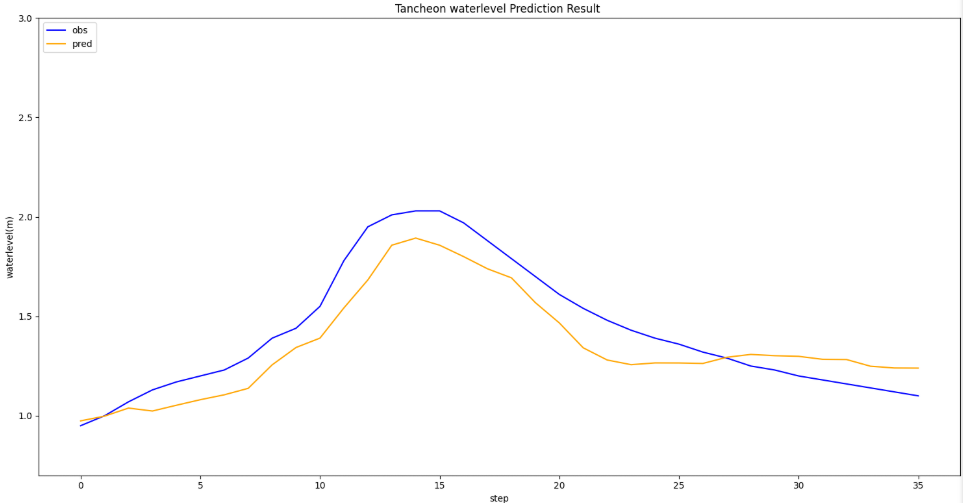 Tancheon waterlevel Prediction Result
obs
pred
waterlevel(m)
3.0
2.5
2.0
1.5
1.0
0 5 10 15 20 25 30 35
step